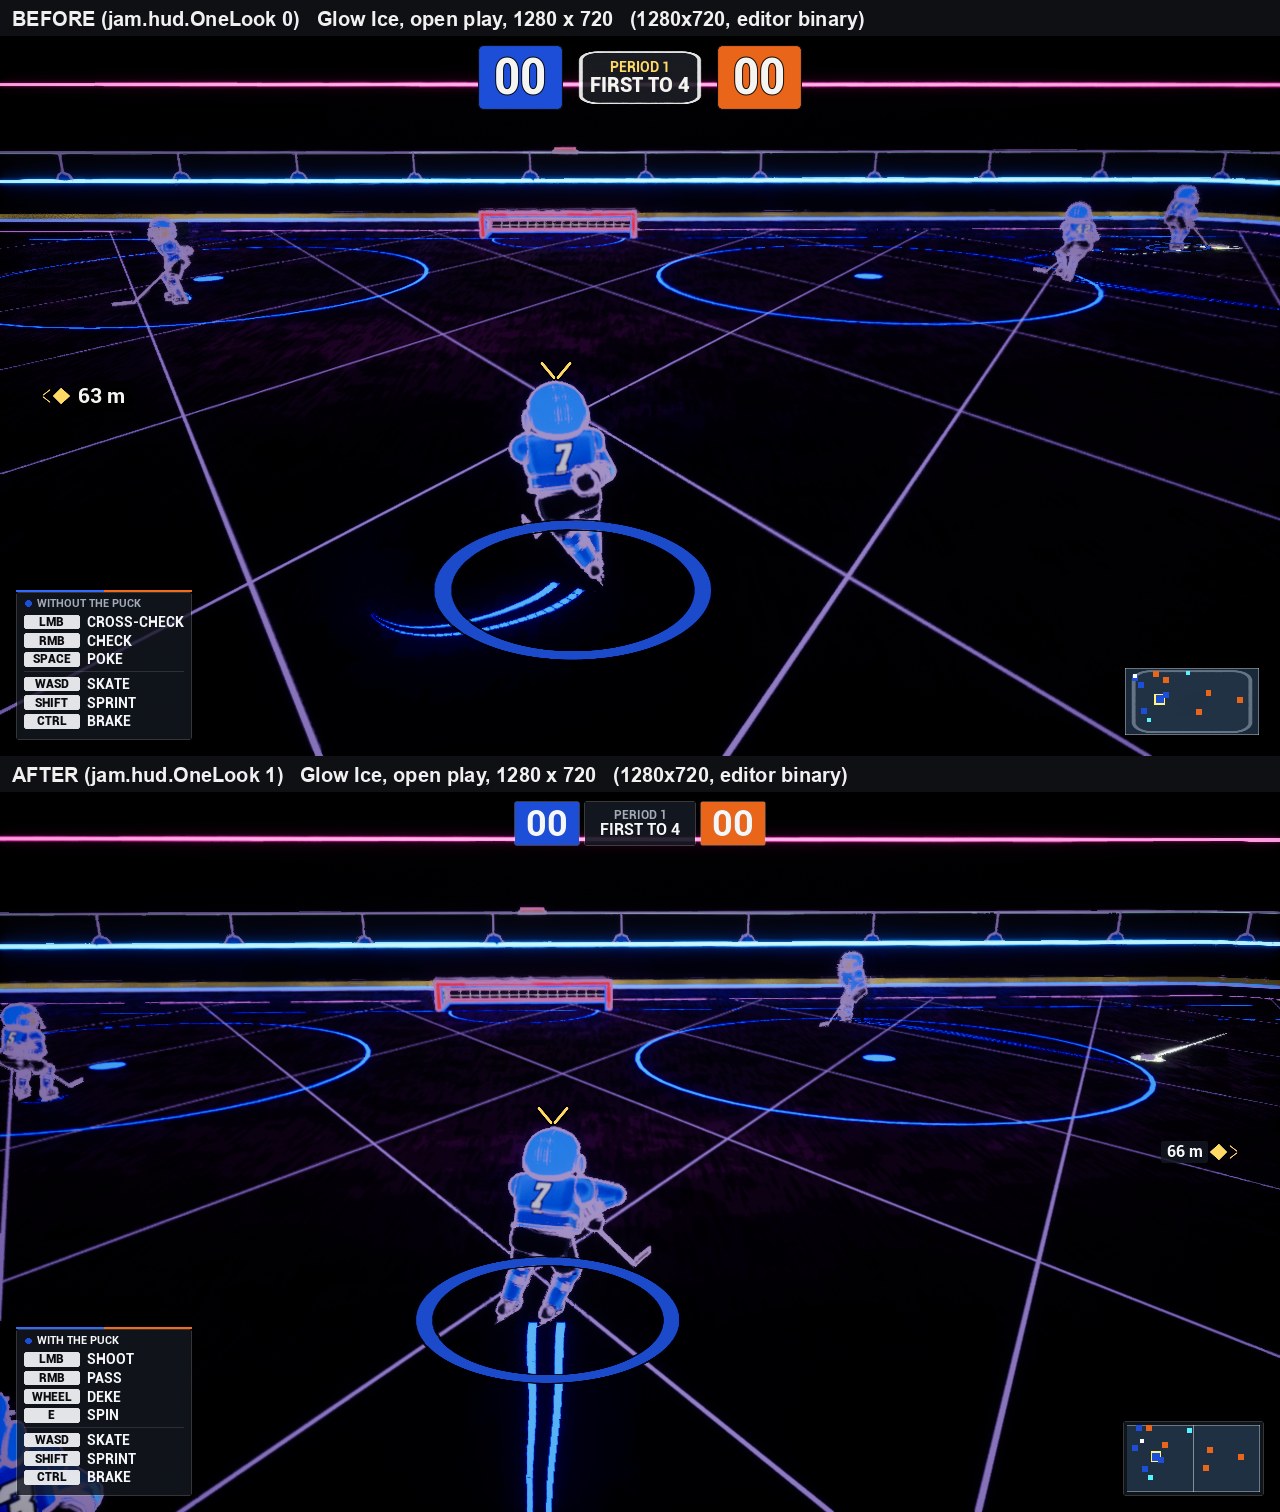 BEFORE (jam.hud.OneLook 0)   Glow Ice, open play, 1280 x 720   (1280x720, editor binary)
00
PERIOD 1
FIRST TO 4
00
63 m
7
WITHOUT THE PUCK
LMB CROSS-CHECK
RMB CHECK
SPACE POKE
WASD SKATE
SHIFT SPRINT
CTRL BRAKE
AFTER (jam.hud.OneLook 1)   Glow Ice, open play, 1280 x 720   (1280x720, editor binary)
00
PERIOD 1
FIRST TO 4
00
66 m
7
WITH THE PUCK
LMB SHOOT
RMB PASS
WHEEL DEKE
E SPIN
WASD SKATE
SHIFT SPRINT
CTRL BRAKE